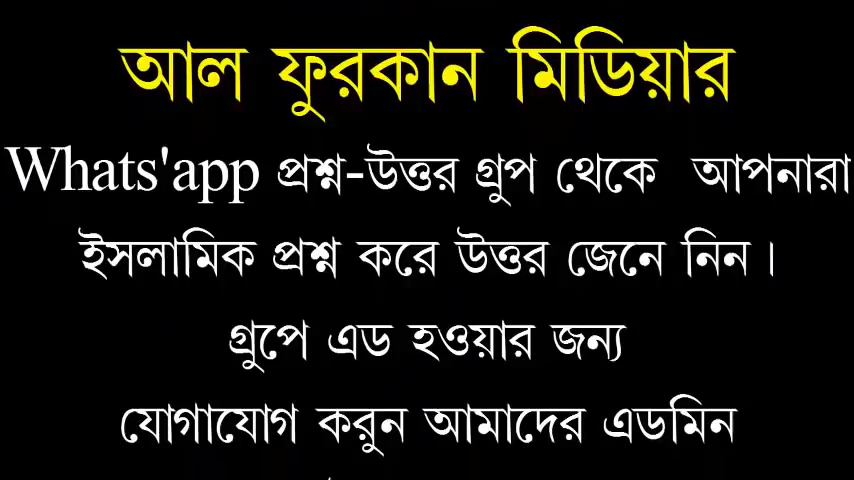 আল ফুরকান মিডিয়ার
Whats'app প্রশ্ন-উত্তর গ্রুপ থেকে আপনারা
ইসলামিক প্রশ্ন করে উত্তর জেনে নিন।
গ্রুপে এড হওয়ার জন্য
যোগাযোগ করুন আমাদের এডমিন